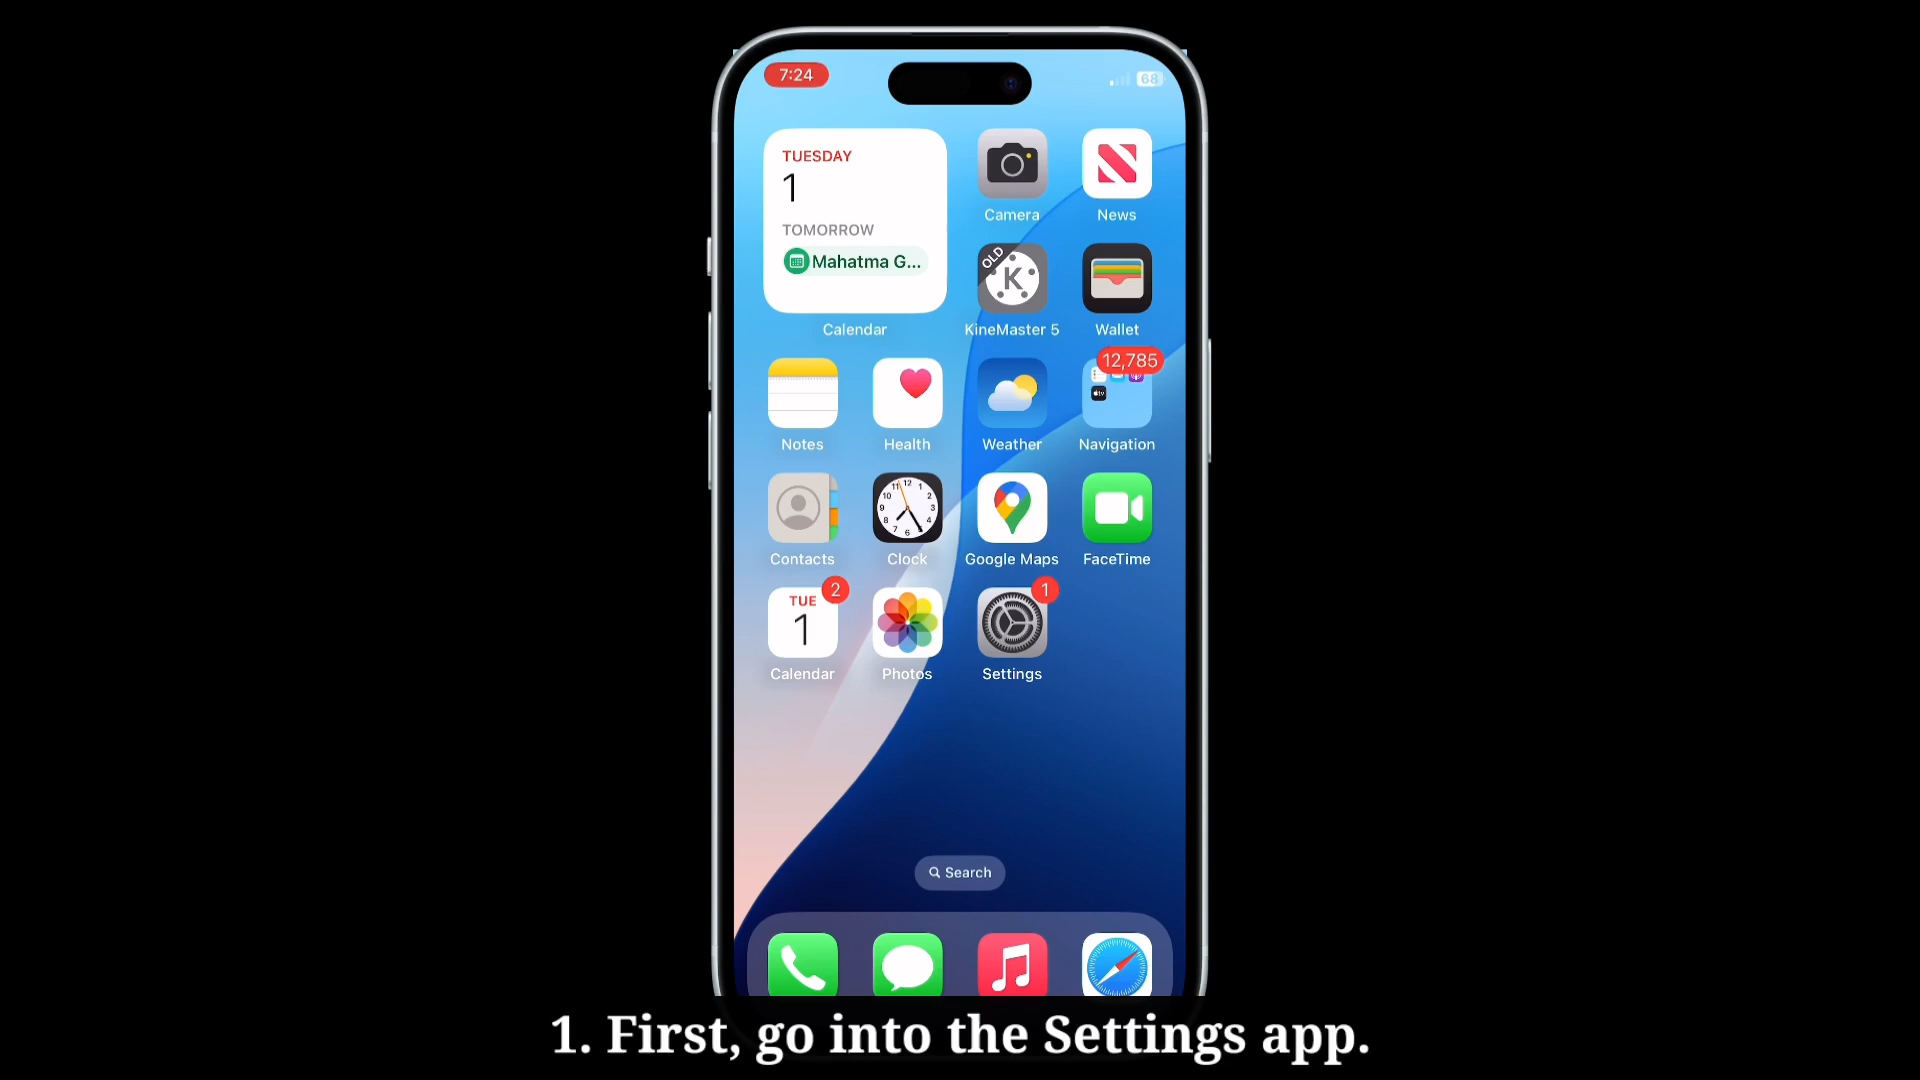 7:24
68
TUESDAY
1
TOMORROW
Mahatma G...
Calendar
Camera
News
OLD
K
KineMaster 5
Wallet
12,785
Notes
Health
Weather
Navigation
Contacts
Clock
Google Maps
FaceTime
TUE
1
2
1
Calendar
Photos
Settings
Search
1. First, go into the Settings app.